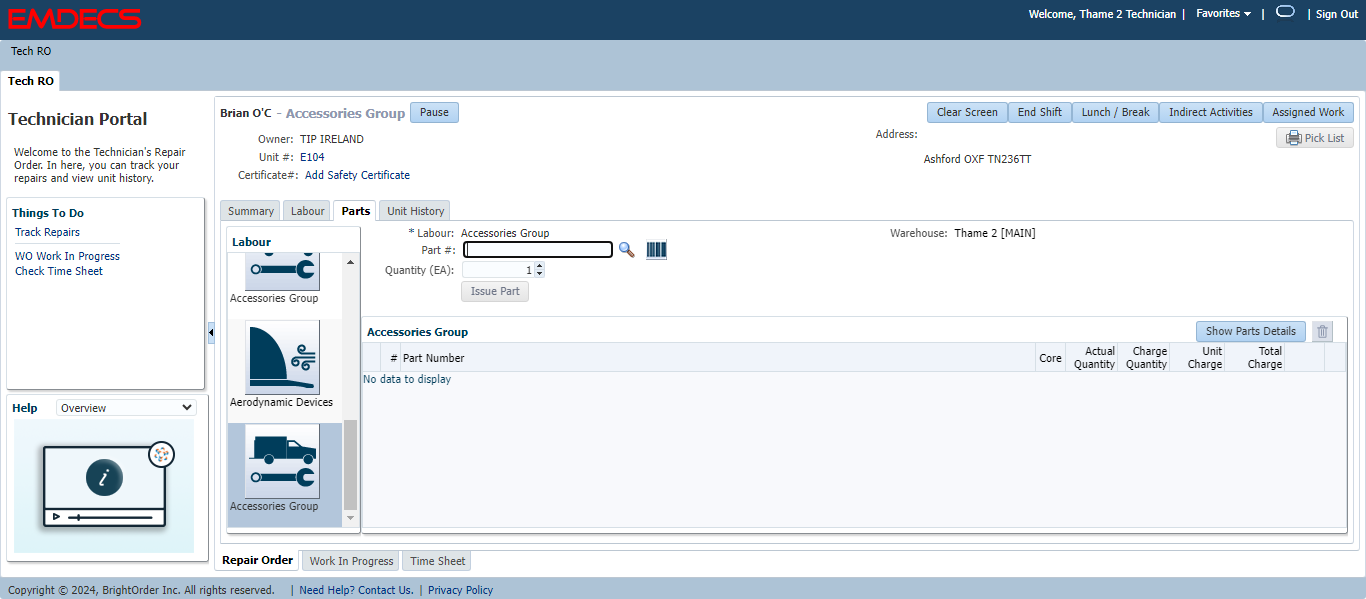 EMDECS
Welcome, Thame 2 Technician | Favorites | | Sign Out
Tech RO
Tech RO
Technician Portal
Welcome to the Technician's Repair
Order. In here, you can track your
repairs and view unit history.
Things To Do
Track Repairs
WO Work In Progress
Check Time Sheet
Help Overview
i
Brian O'C - Accessories Group Pause
Clear Screen End Shift Lunch / Break Indirect Activities Assigned Work
Owner: TIP IRELAND
Address:
Pick List
Unit #: E104
Ashford OXF TN236TT
Certificate#: Add Safety Certificate
Summary Labour Parts Unit History
Labour
Accessories Group
Aerodynamic Devices
Accessories Group
* Labour: Accessories Group
Warehouse: Thame 2 [MAIN]
Part #:
Quantity (EA): 1
Issue Part
Accessories Group
Show Parts Details
# Part Number Core Actual Quantity Charge Quantity Unit Charge Total Charge
No data to display
Repair Order Work In Progress Time Sheet
Copyright © 2024, BrightOrder Inc. All rights reserved. | Need Help? Contact Us. | Privacy Policy